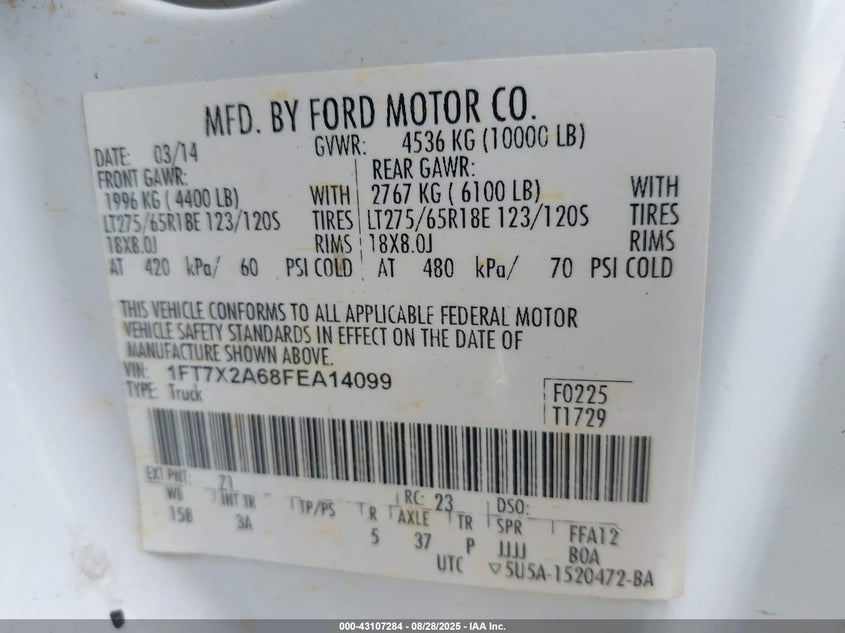 MFD. BY FORD MOTOR CO.
DATE: 03/14 GVWR: 4536 KG (10000 LB)
FRONT GAWR: REAR GAWR:
1996 KG ( 4400 LB) WITH 2767 KG ( 6100 LB) WITH
LT275/65R18E 123/120S TIRES LT275/65R18E 123/120S TIRES
18X8.0J RIMS 18X8.0J RIMS
AT 420 kPa/ 60 PSI COLD AT 480 kPa/ 70 PSI COLD
THIS VEHICLE CONFORMS TO ALL APPLICABLE FEDERAL MOTOR
VEHICLE SAFETY STANDARDS IN EFFECT ON THE DATE OF
MANUFACTURE SHOWN ABOVE.
VIN: 1FT7X2A68FEA14099
TYPE: Truck
F0225
T1729
EXT PNT: Z1 RC: 23 DSO:
WB INT TR TP/PS R AXLE TR SPR FFA12
158 3A 5 37 P JJJJ B0A
UTC ▽5U5A-1520472-BA
000-43107284 | 08/28/2025 - IAA Inc.